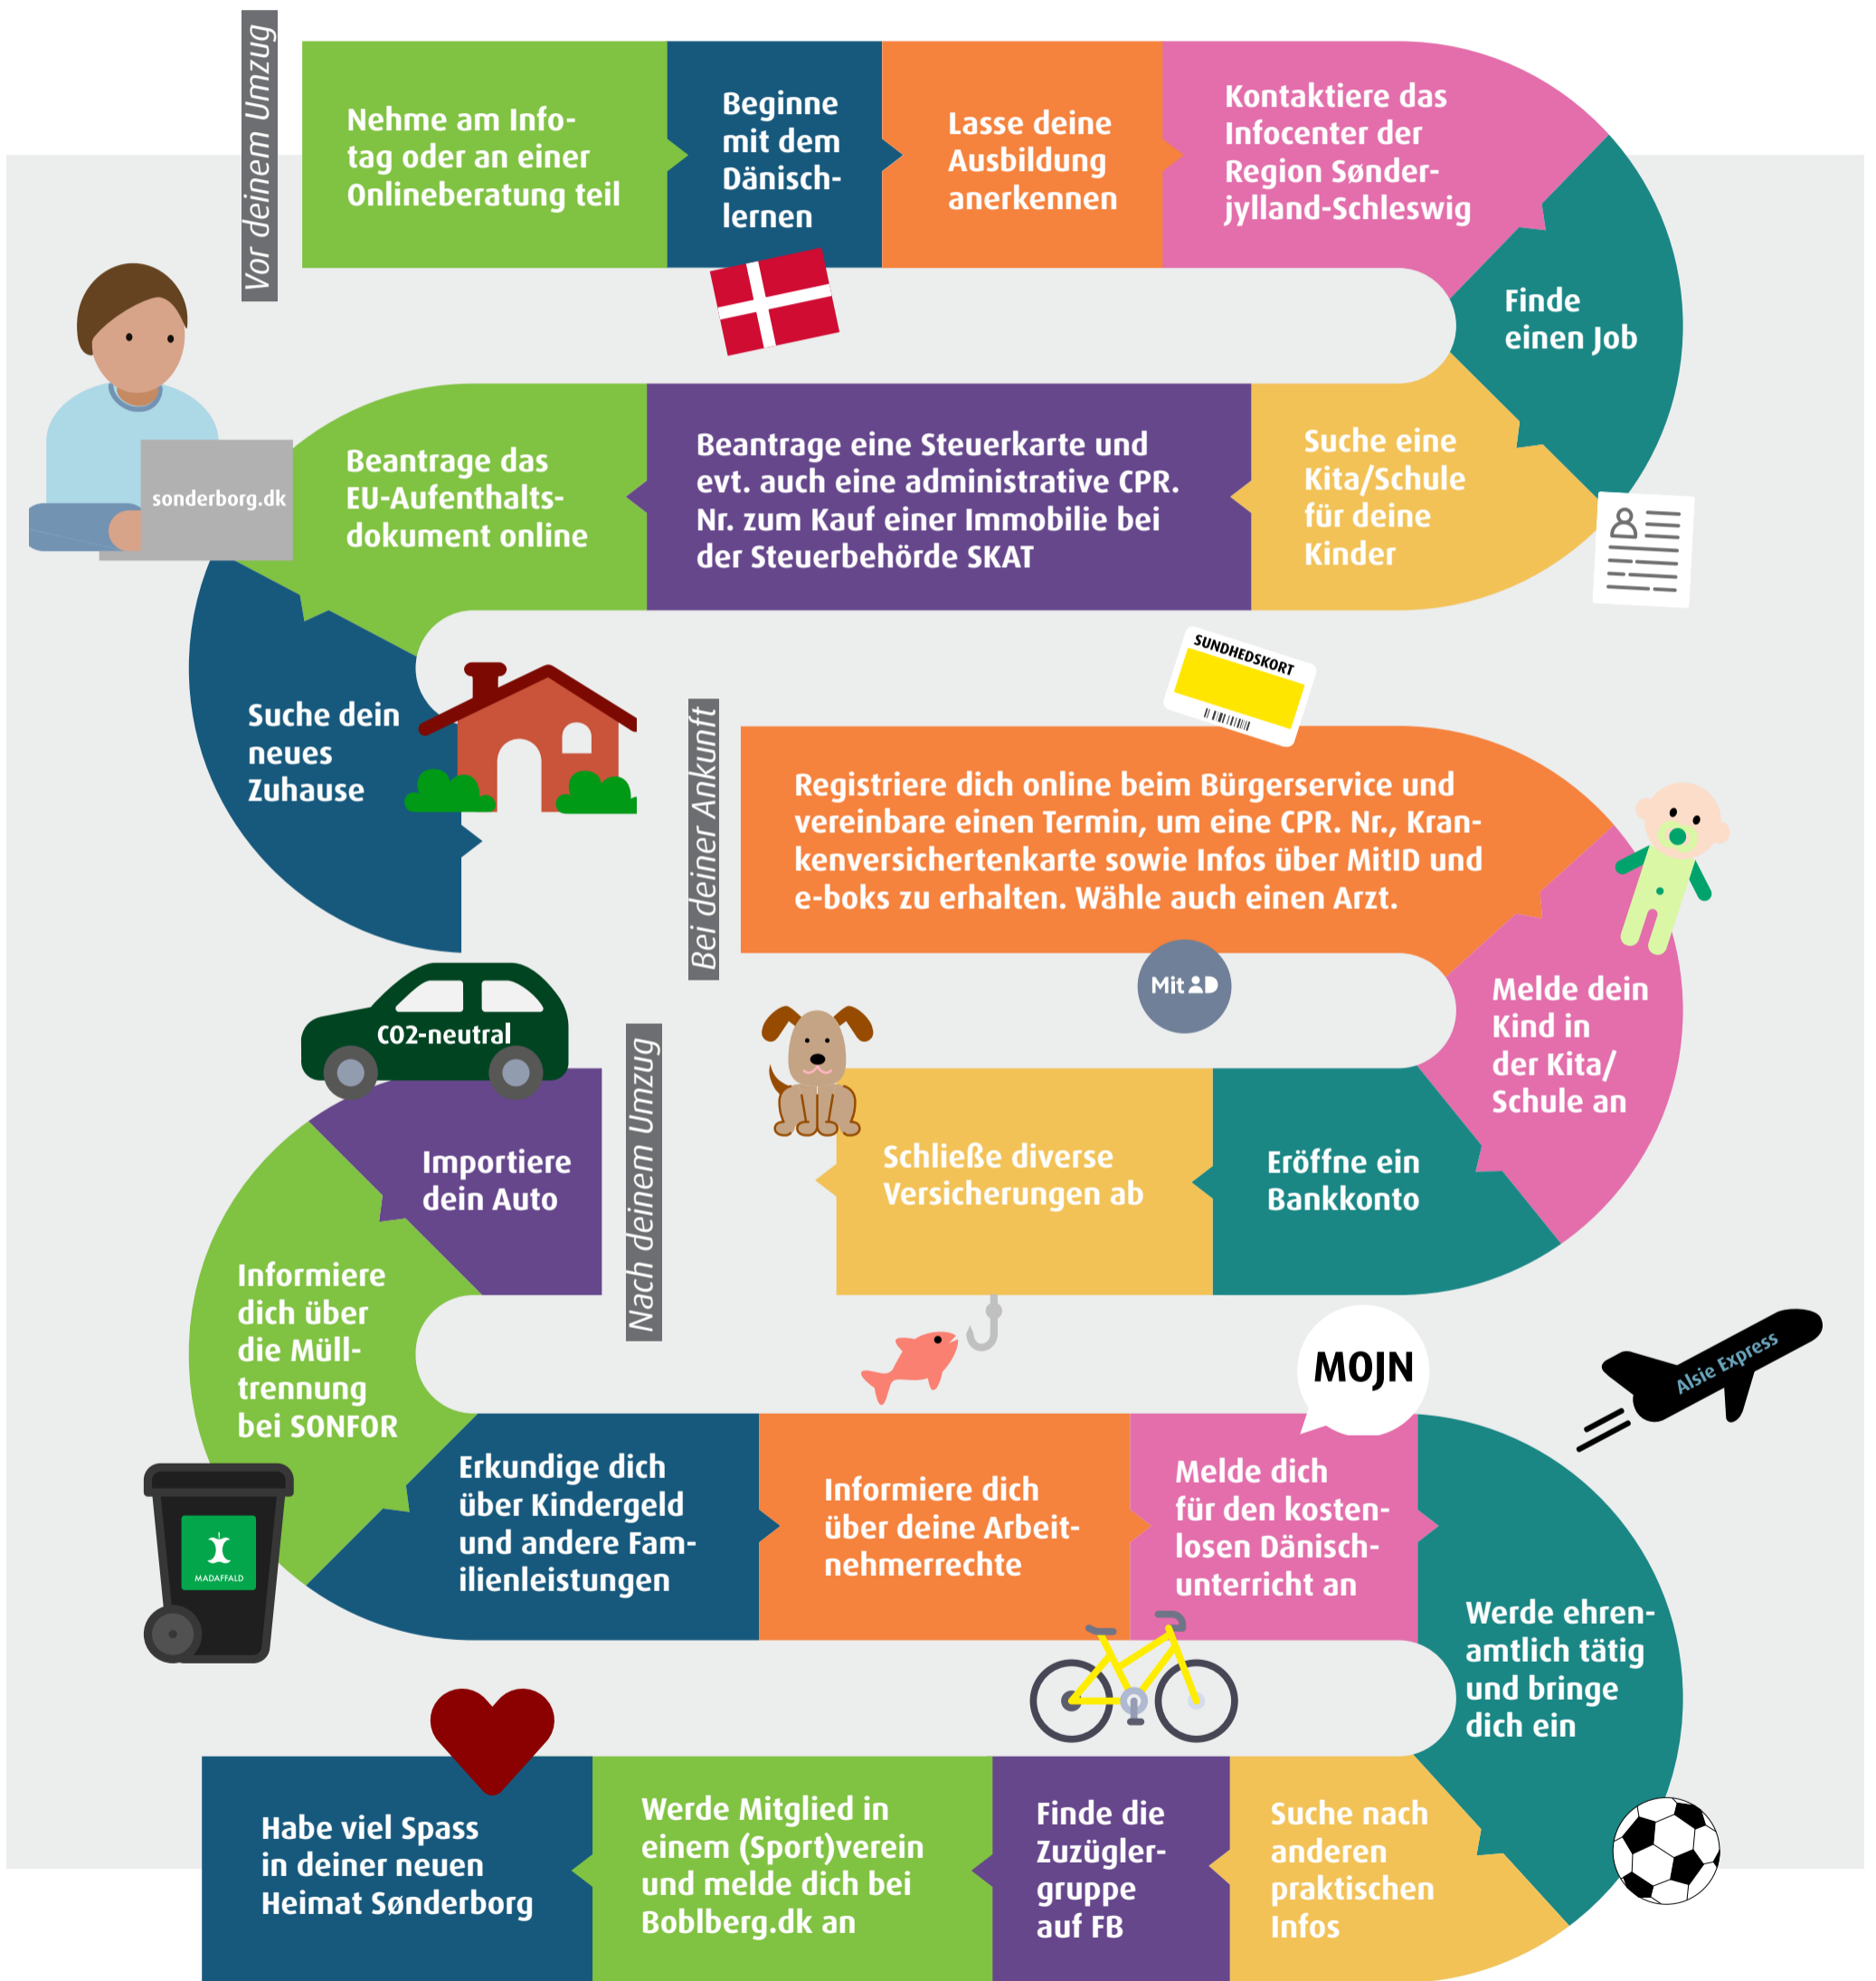 Vor deinem Umzug
Nehme am Info-
tag oder an einer
Onlineberatung teil
Beginne
mit dem
Dänisch-
lernen
Lasse deine
Ausbildung
anerkennen
Kontaktiere das
Infocenter der
Region Sønder-
jylland-Schleswig
Finde
einen Job
Suche eine
Kita/Schule
für deine
Kinder
Beantrage eine Steuerkarte und
evt. auch eine administrative CPR.
Nr. zum Kauf einer Immobilie bei
der Steuerbehörde SKAT
Beantrage das
EU-Aufenthalts-
dokument online
sonderborg.dk
Suche dein
neues
Zuhause
Bei deiner Ankunft
SUNDHEDSKORT
Registriere dich online beim Bürgerservice und
vereinbare einen Termin, um eine CPR. Nr., Kran-
kenversichertenkarte sowie Infos über MitID und
e-boks zu erhalten. Wähle auch einen Arzt.
Mit ID
Melde dein
Kind in
der Kita/
Schule an
Eröffne ein
Bankkonto
Schließe diverse
Versicherungen ab
Nach deinem Umzug
CO2-neutral
Importiere
dein Auto
Informiere
dich über
die Müll-
trennung
bei SONFOR
MADAFFALD
Erkundige dich
über Kindergeld
und andere Fam-
ilienleistungen
Informiere dich
über deine Arbeit-
nehmerrechte
MOJN
Melde dich
für den kosten-
losen Dänisch-
unterricht an
Alsie Express
Werde ehren-
amtlich tätig
und bringe
dich ein
Suche nach
anderen
praktischen
Infos
Finde die
Zuzügler-
gruppe
auf FB
Werde Mitglied in
einem (Sport)verein
und melde dich bei
Boblberg.dk an
Habe viel Spass
in deiner neuen
Heimat Sønderborg